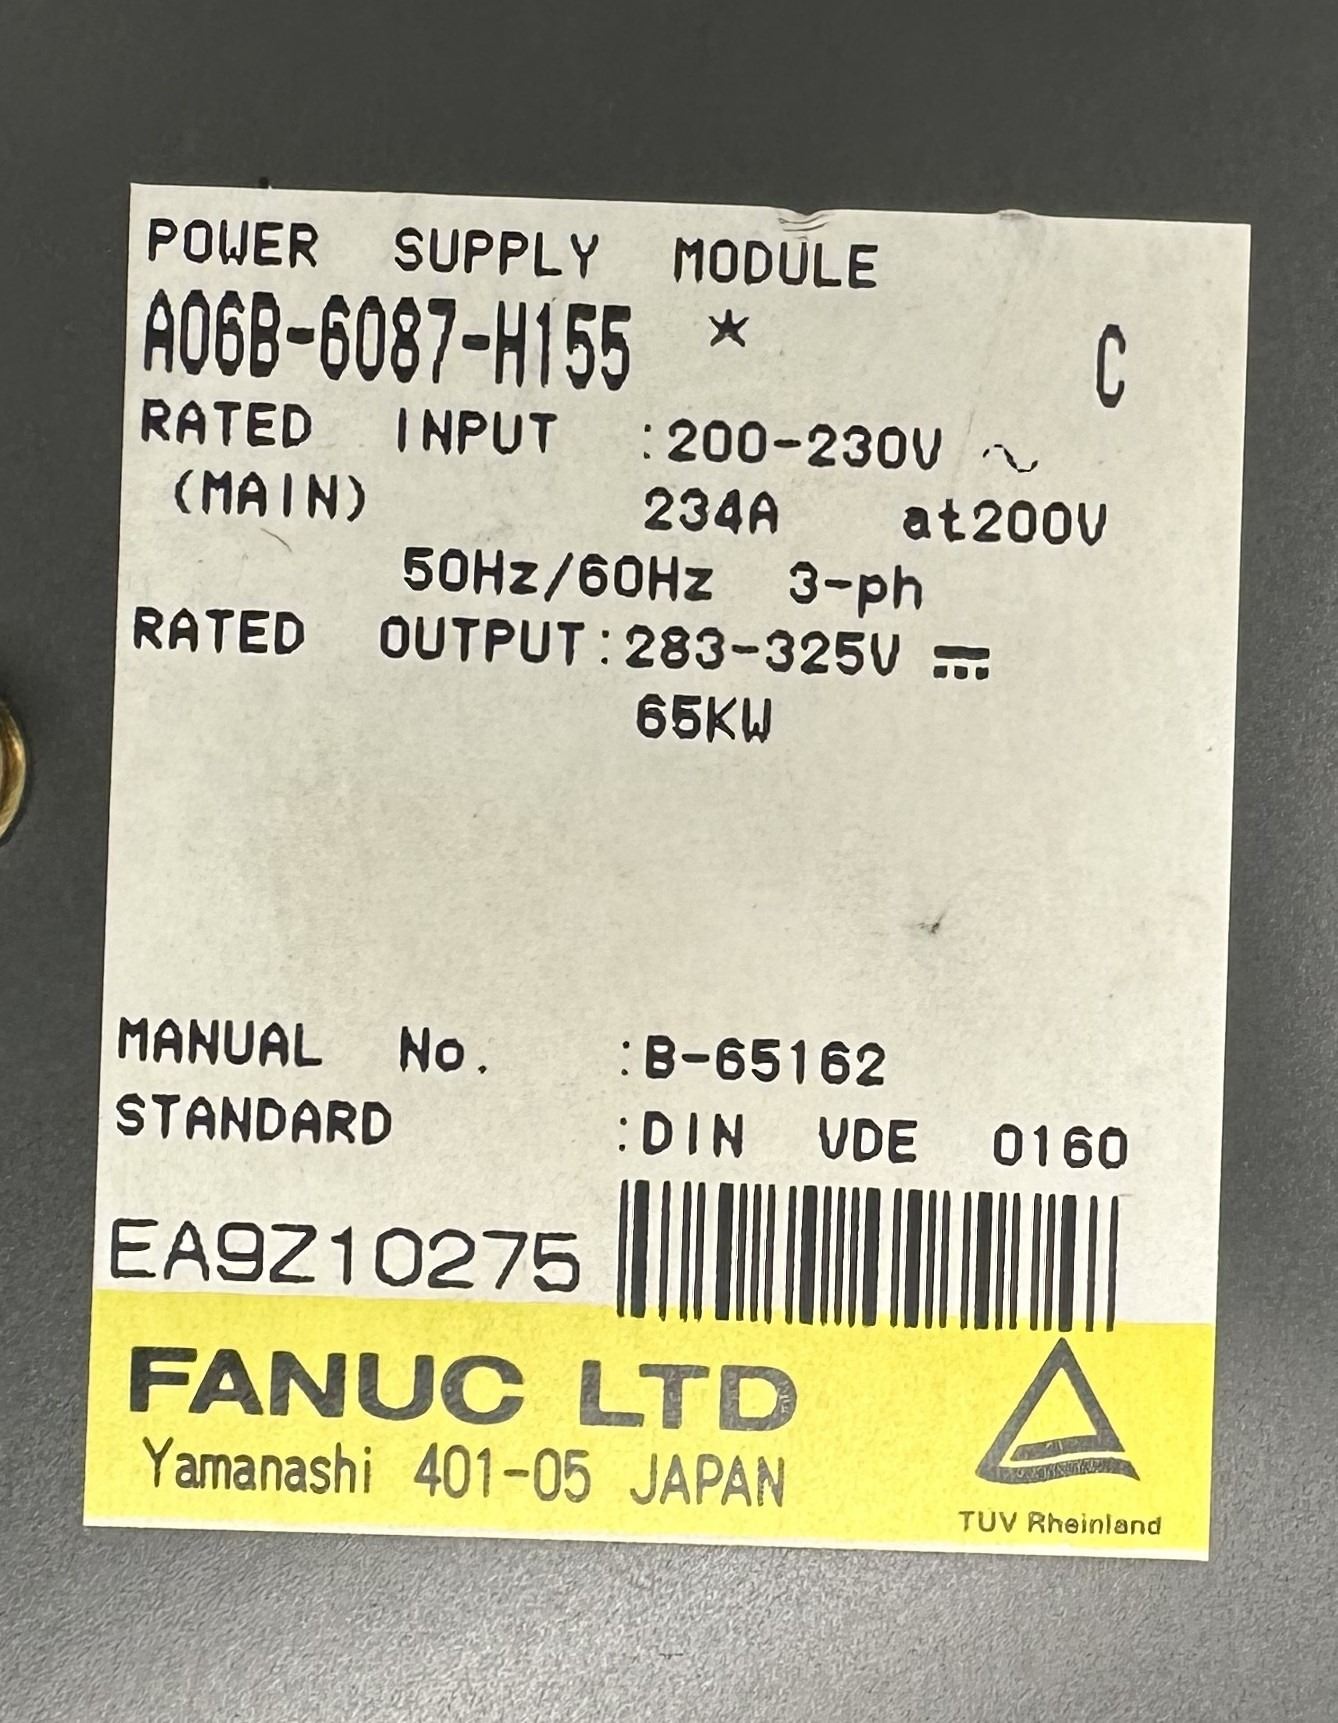 POWER SUPPLY MODULE
A06B-6087-H155 * C
RATED INPUT :200-230V ~
(MAIN) 234A at200V
50Hz/60Hz 3-ph
RATED OUTPUT:283-325V ⎓
65KW
MANUAL No. :B-65162
STANDARD :DIN VDE 0160
EA9Z10275
FANUC LTD
Yamanashi 401-05 JAPAN
TUV Rheinland